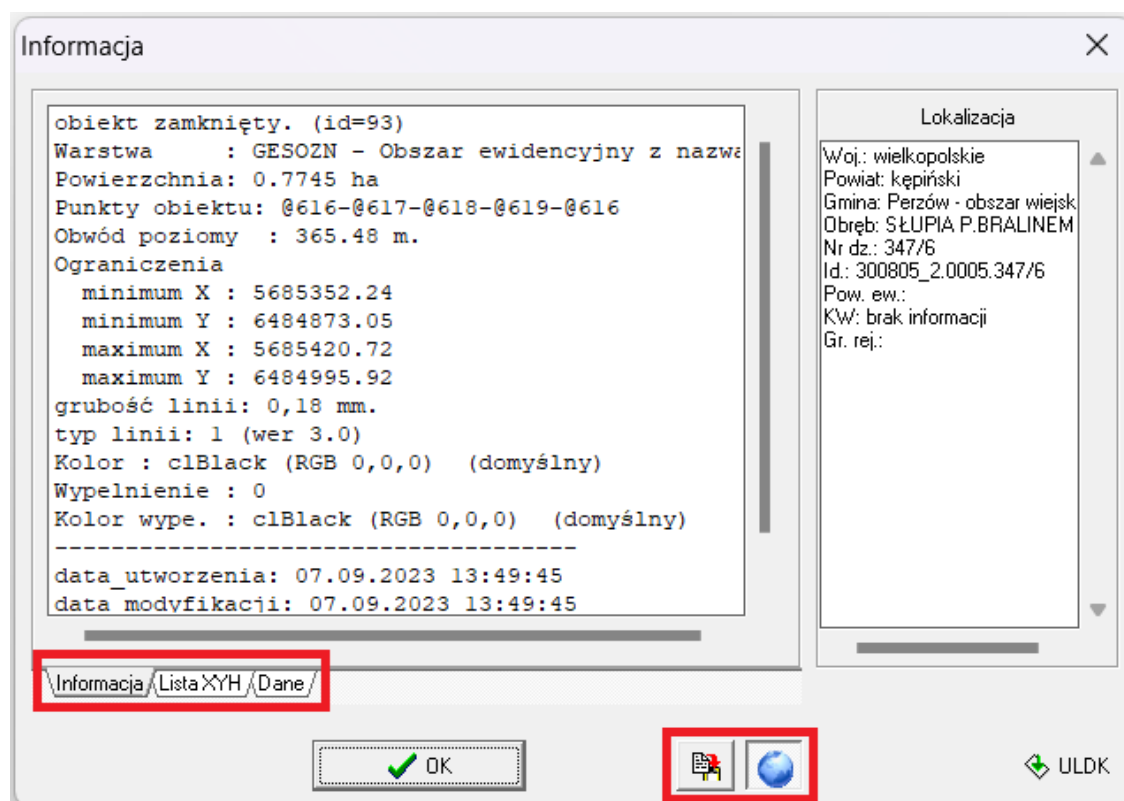 Informacja
obiekt zamknięty. (id=93)
Warstwa : GESOZN - Obszar ewidencyjny z nazwa
Powierzchnia: 0.7745 ha
Punkty obiektu: @616-@617-@618-@619-@616
Obwód poziomy : 365.48 m.
Ograniczenia
minimum X : 5685352.24
minimum Y : 6484873.05
maximum X : 5685420.72
maximum Y : 6484995.92
grubość linii: 0,18 mm.
typ linii: 1 (wer 3.0)
Kolor : clBlack (RGB 0,0,0) (domyślny)
Wypelnienie : 0
Kolor wype. : clBlack (RGB 0,0,0) (domyślny)
-------------------------------------
data_utworzenia: 07.09.2023 13:49:45
data modyfikacji: 07.09.2023 13:49:45
Lokalizacja
Woj.: wielkopolskie
Powiat: kępiński
Gmina: Perzów - obszar wiejsk
Obręb: SŁUPIA P.BRALINEM
Nr dz.: 347/6
Id.: 300805_2.0005.347/6
Pow. ew.:
KW: brak informacji
Gr. rej.:
Informacja Lista XYH Dane
OK
ULDK